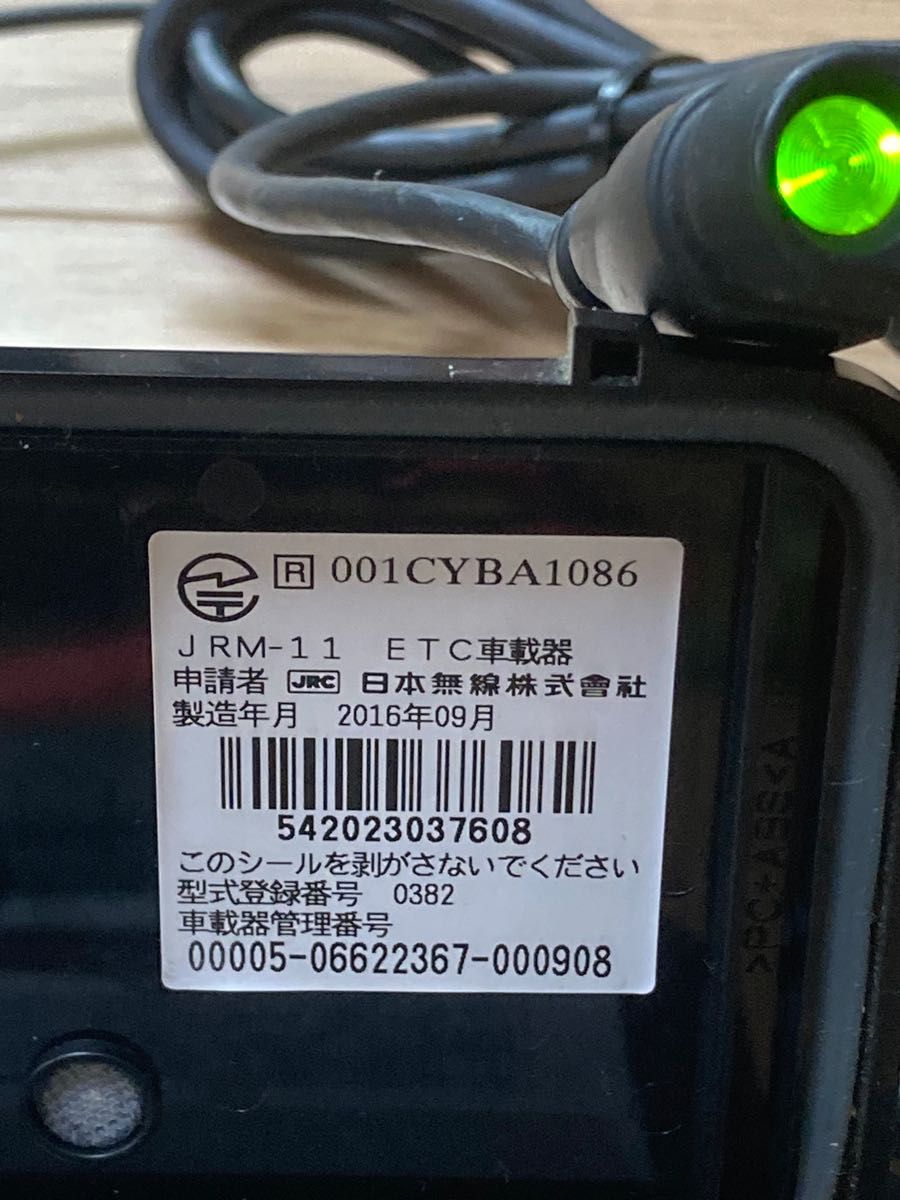 R 001CYBA1086
JRM-11 ETC車載器
申請者 JRC 日本無線株式會社
製造年月 2016年09月
542023037608
このシールを剥がさないでください
型式登録番号 0382
車載器管理番号
00005-06622367-000908
>PC+ABS<A